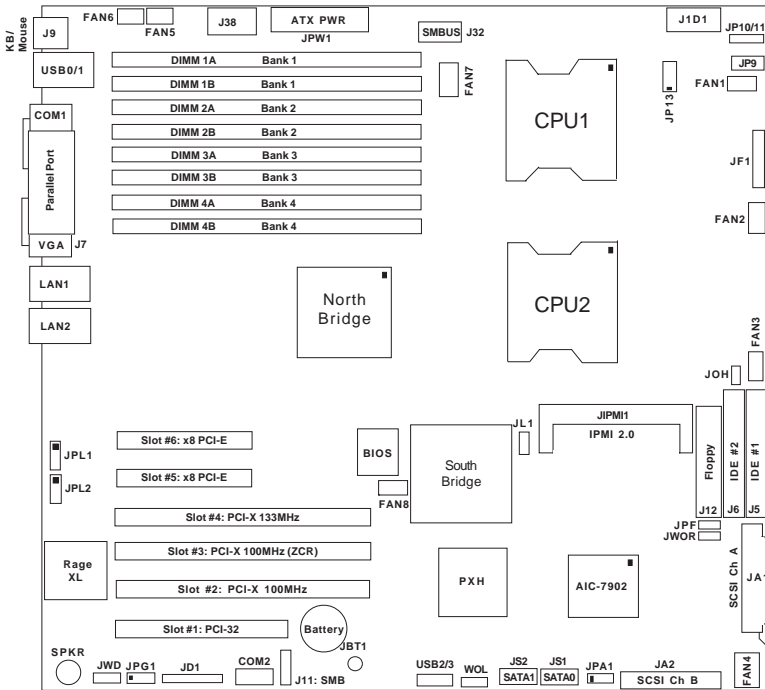 FAN6
FAN5
J38
ATX PWR
JPW1
SMBUS
J32
J1D1
JP10/11
KB/
Mouse
J9
USB0/1
FAN7
JP13
JP9
FAN1
DIMM 1A Bank 1
DIMM 1B Bank 1
DIMM 2A Bank 2
DIMM 2B Bank 2
DIMM 3A Bank 3
DIMM 3B Bank 3
DIMM 4A Bank 4
DIMM 4B Bank 4
CPU1
COM1
Parallel Port
JF1
FAN2
VGA
J7
LAN1
LAN2
North
Bridge
CPU2
FAN3
JOH
JIPMI1
IPMI 2.0
JL1
Floppy
IDE #2
IDE #1
J12
J6
J5
JPL1
JPL2
Slot #6: x8 PCI-E
Slot #5: x8 PCI-E
BIOS
FAN8
South
Bridge
Slot #4: PCI-X 133MHz
Slot #3: PCI-X 100MHz (ZCR)
Slot #2: PCI-X 100MHz
Slot #1: PCI-32
JPF
JWOR
Rage
XL
PXH
AIC-7902
SCSI Ch A
JA1
Battery
JBT1
SPKR
JWD
JPG1
JD1
COM2
J11: SMB
USB2/3
WOL
JS2
SATA1
JS1
SATA0
JPA1
JA2
SCSI Ch B
FAN4